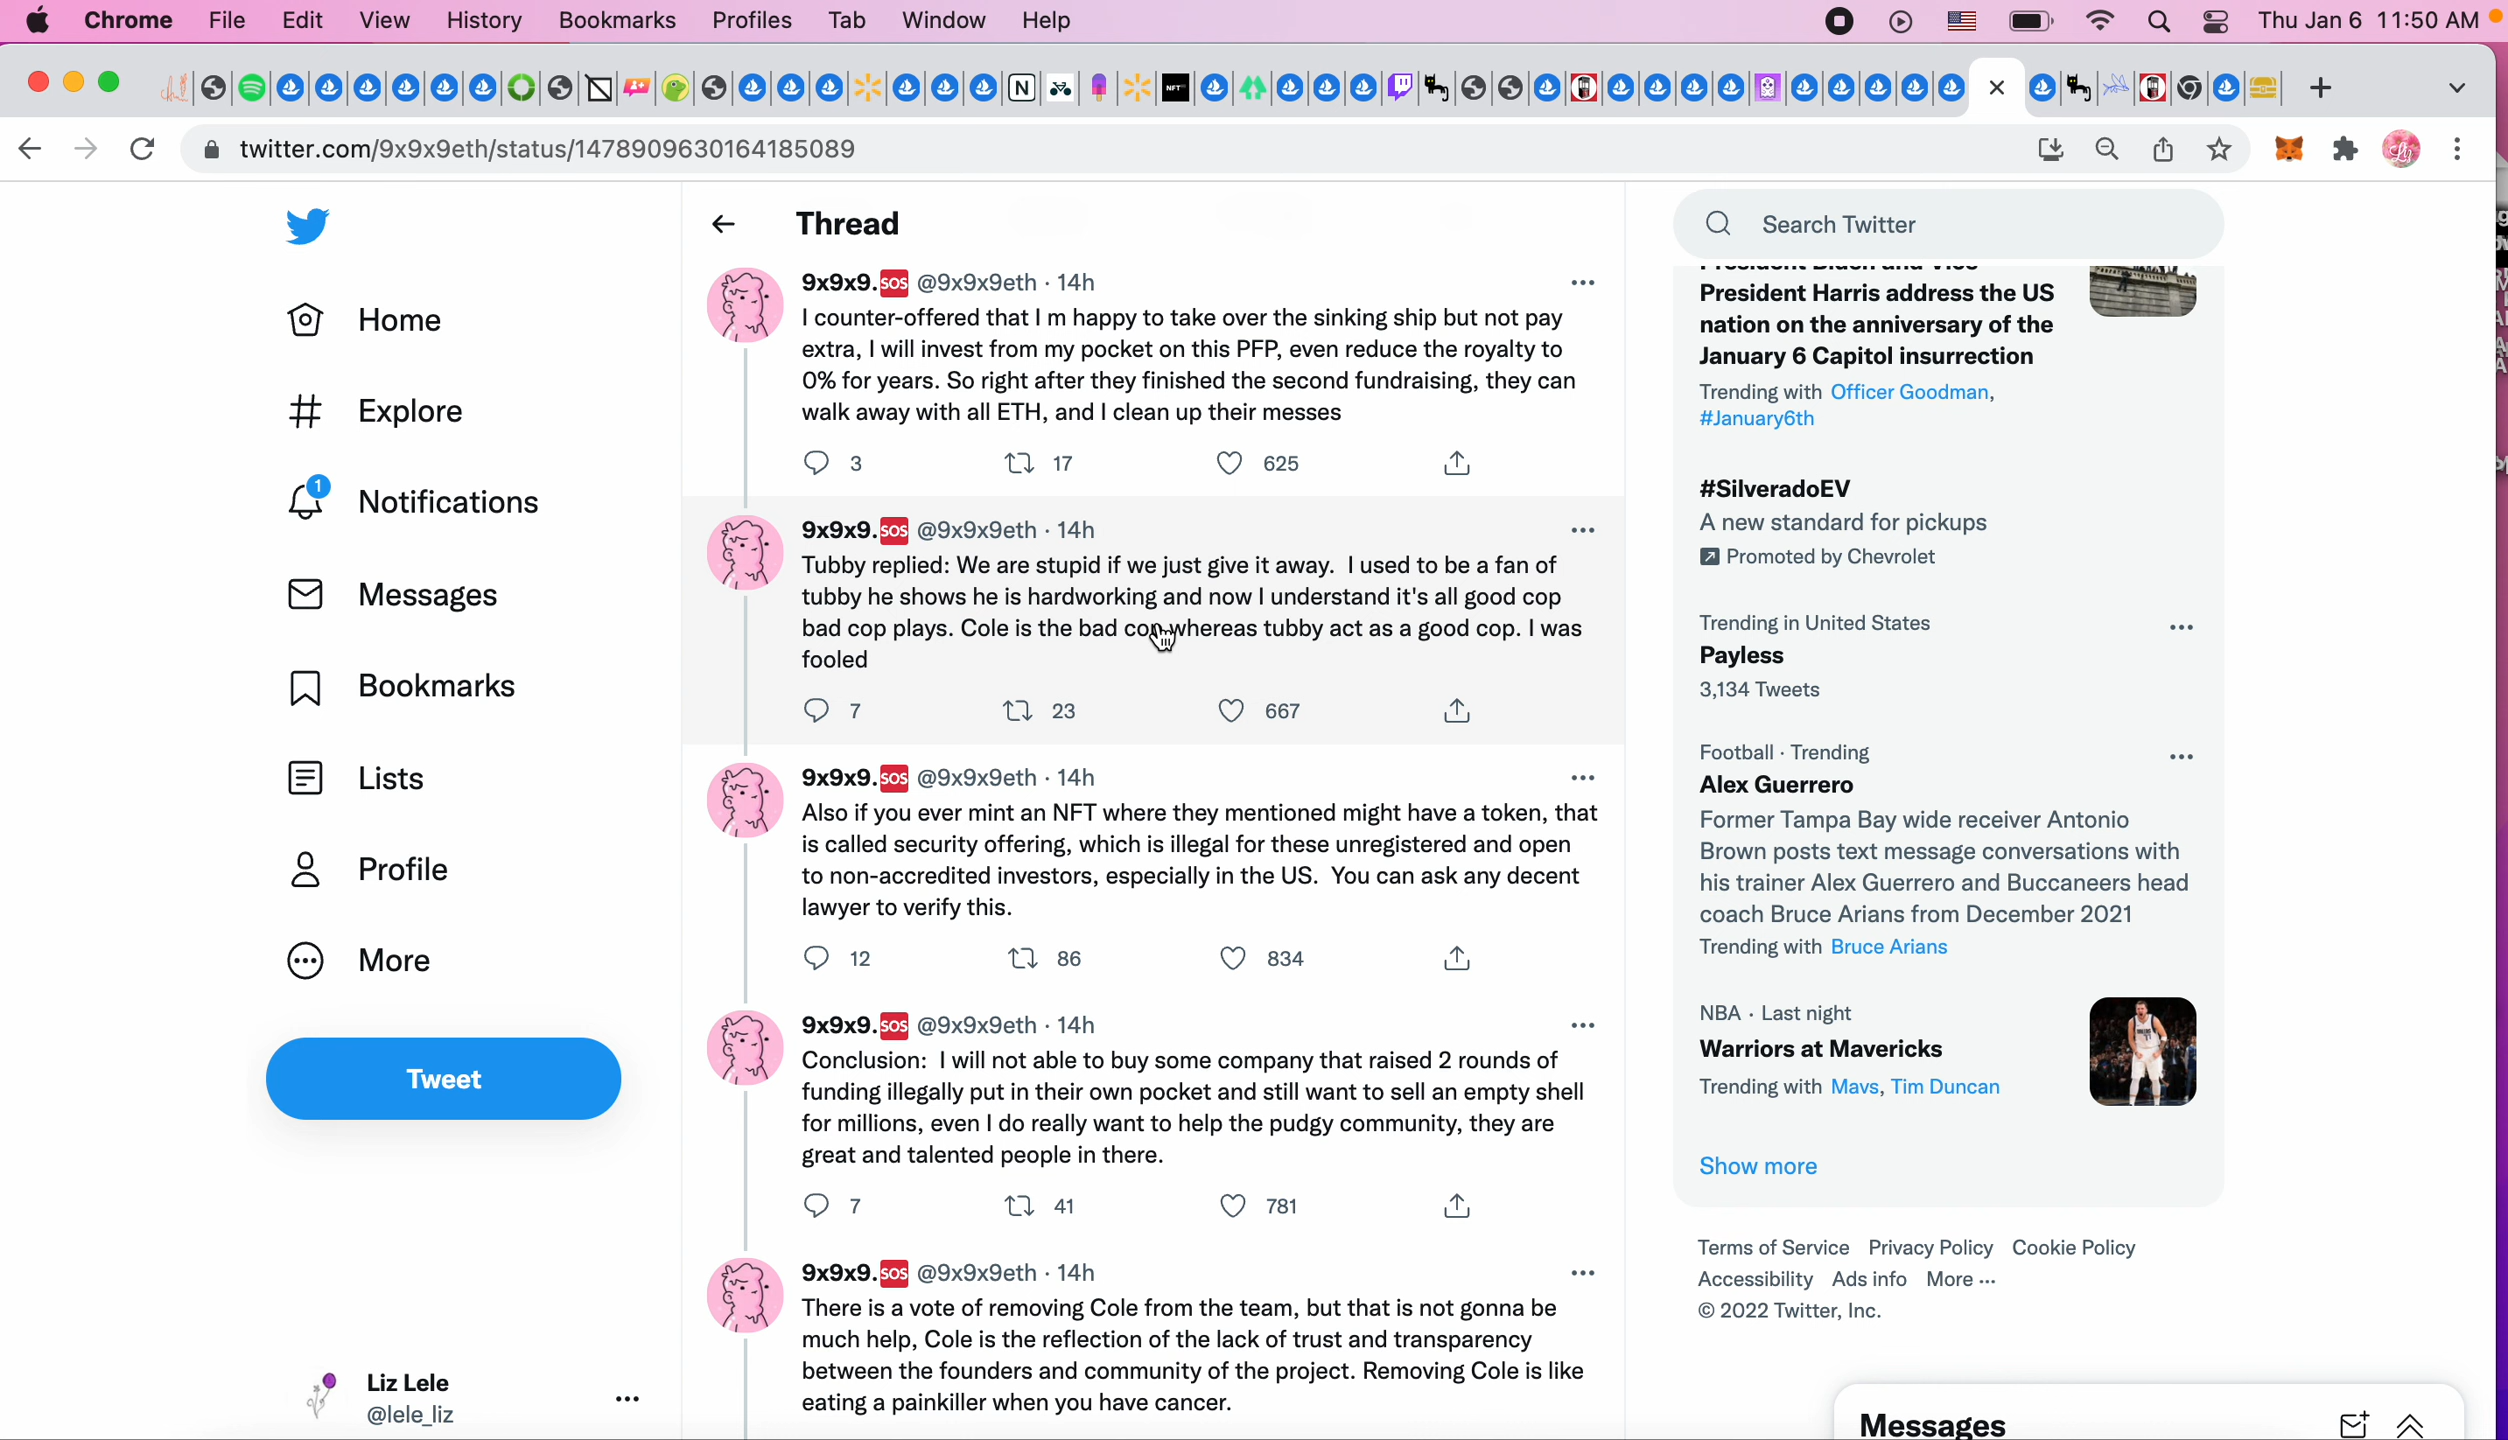 Chrome File Edit View History Bookmarks Profiles Tab Window Help Thu Jan 6 11:50 AM
twitter.com/9x9x9eth/status/1478909630164185089
Home
Explore
1
Notifications
Messages
Bookmarks
Lists
Profile
More
Tweet
Liz Lele
@lele_liz
Thread
9x9x9.SOS @9x9x9eth · 14h
I counter-offered that I m happy to take over the sinking ship but not pay
extra, I will invest from my pocket on this PFP, even reduce the royalty to
0% for years. So right after they finished the second fundraising, they can
walk away with all ETH, and I clean up their messes
3 17 625
9x9x9.SOS @9x9x9eth · 14h
Tubby replied: We are stupid if we just give it away. I used to be a fan of
tubby he shows he is hardworking and now I understand it's all good cop
bad cop plays. Cole is the bad cop whereas tubby act as a good cop. I was
fooled
7 23 667
9x9x9.SOS @9x9x9eth · 14h
Also if you ever mint an NFT where they mentioned might have a token, that
is called security offering, which is illegal for these unregistered and open
to non-accredited investors, especially in the US. You can ask any decent
lawyer to verify this.
12 86 834
9x9x9.SOS @9x9x9eth · 14h
Conclusion: I will not able to buy some company that raised 2 rounds of
funding illegally put in their own pocket and still want to sell an empty shell
for millions, even I do really want to help the pudgy community, they are
great and talented people in there.
7 41 781
9x9x9.SOS @9x9x9eth · 14h
There is a vote of removing Cole from the team, but that is not gonna be
much help, Cole is the reflection of the lack of trust and transparency
between the founders and community of the project. Removing Cole is like
eating a painkiller when you have cancer.
Search Twitter
President Biden and Vice
President Harris address the US
nation on the anniversary of the
January 6 Capitol insurrection
Trending with Officer Goodman,
#January6th
#SilveradoEV
A new standard for pickups
Promoted by Chevrolet
Trending in United States
Payless
3,134 Tweets
Football · Trending
Alex Guerrero
Former Tampa Bay wide receiver Antonio
Brown posts text message conversations with
his trainer Alex Guerrero and Buccaneers head
coach Bruce Arians from December 2021
Trending with Bruce Arians
NBA · Last night
Warriors at Mavericks
Trending with Mavs, Tim Duncan
Show more
Terms of Service Privacy Policy Cookie Policy
Accessibility Ads info More ···
© 2022 Twitter, Inc.
Messages